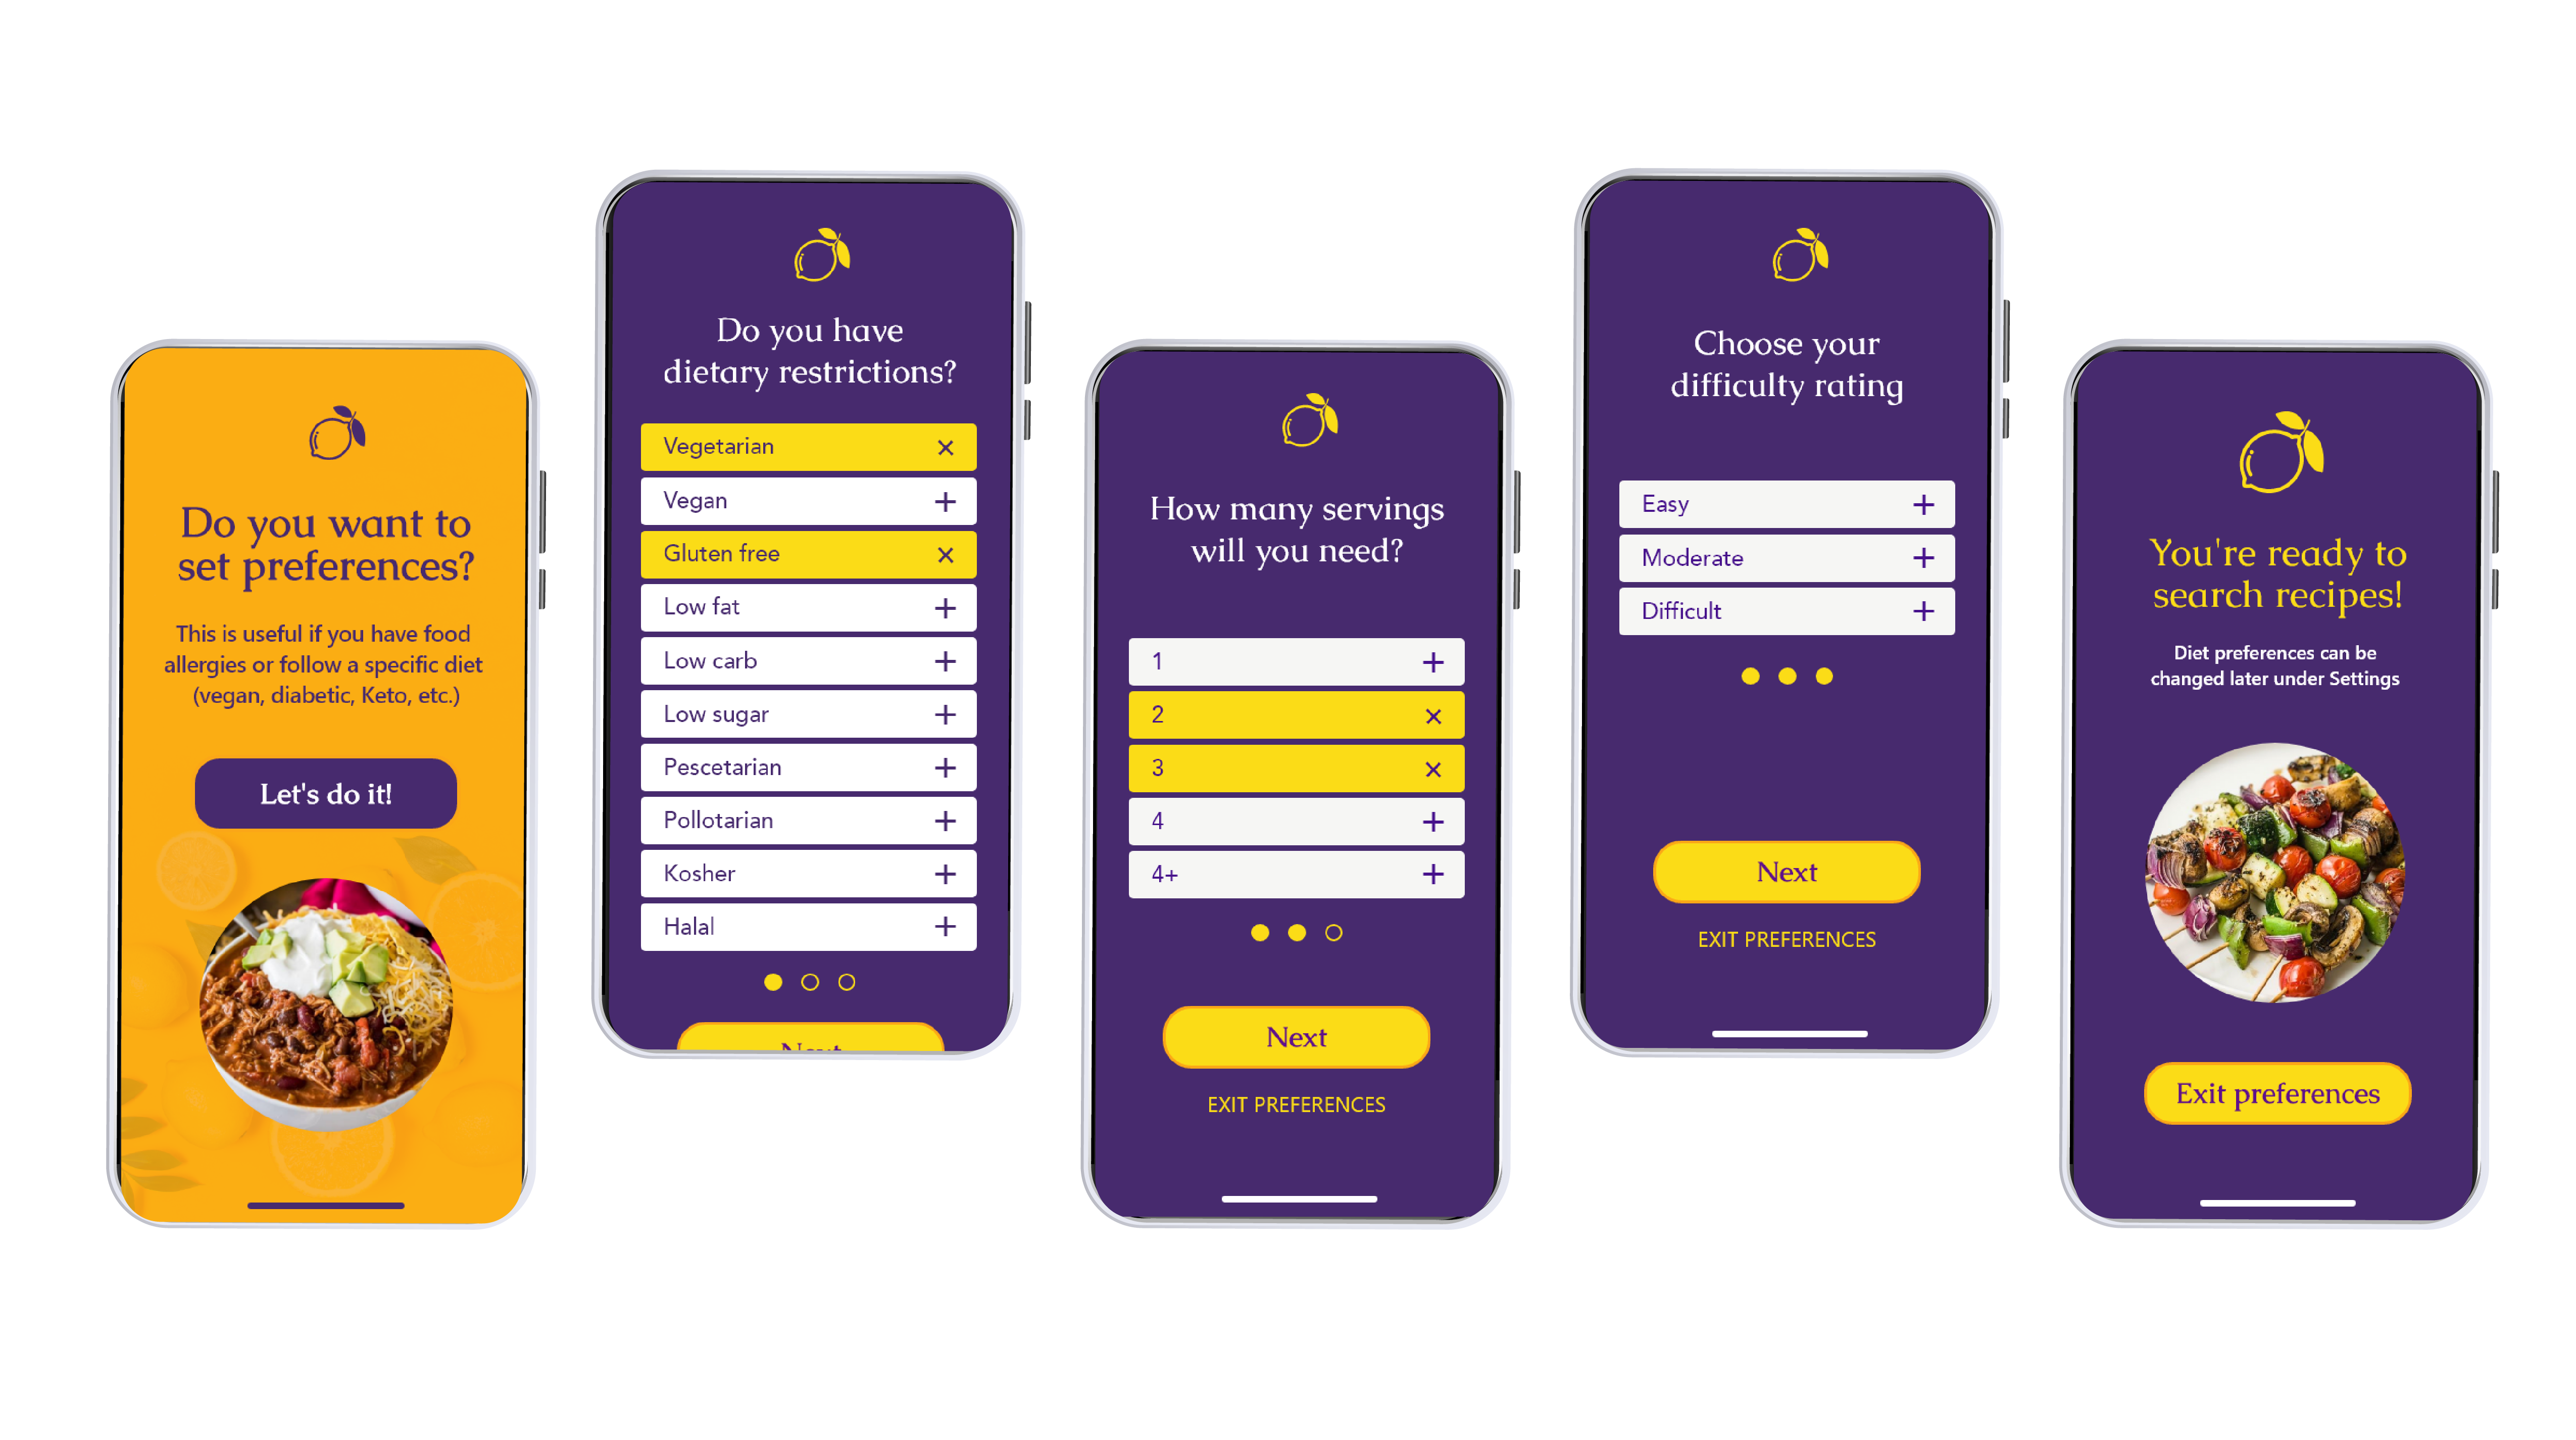 Do you want to
set preferences?
This is useful if you have food
allergies or follow a specific diet
(vegan, diabetic, Keto, etc.)
Let's do it!
Do you have
dietary restrictions?
Vegetarian
Vegan
Gluten free
Low fat
Low carb
Low sugar
Pescetarian
Pollotarian
Kosher
Halal
Next
How many servings
will you need?
1
2
3
4
4+
Next
EXIT PREFERENCES
Choose your
difficulty rating
Easy
Moderate
Difficult
Next
EXIT PREFERENCES
You're ready to
search recipes!
Diet preferences can be
changed later under Settings
Exit preferences